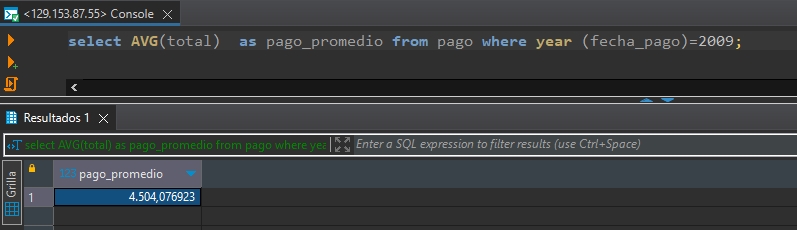 <129.153.87.55> Console
select AVG(total) as pago_promedio from pago where year (fecha_pago)=2009;
Resultados 1
select AVG(total) as pago_promedio from pago where yea
Enter a SQL expression to filter results (use Ctrl+Space)
Grilla
123 pago_promedio
1 4.504,076923